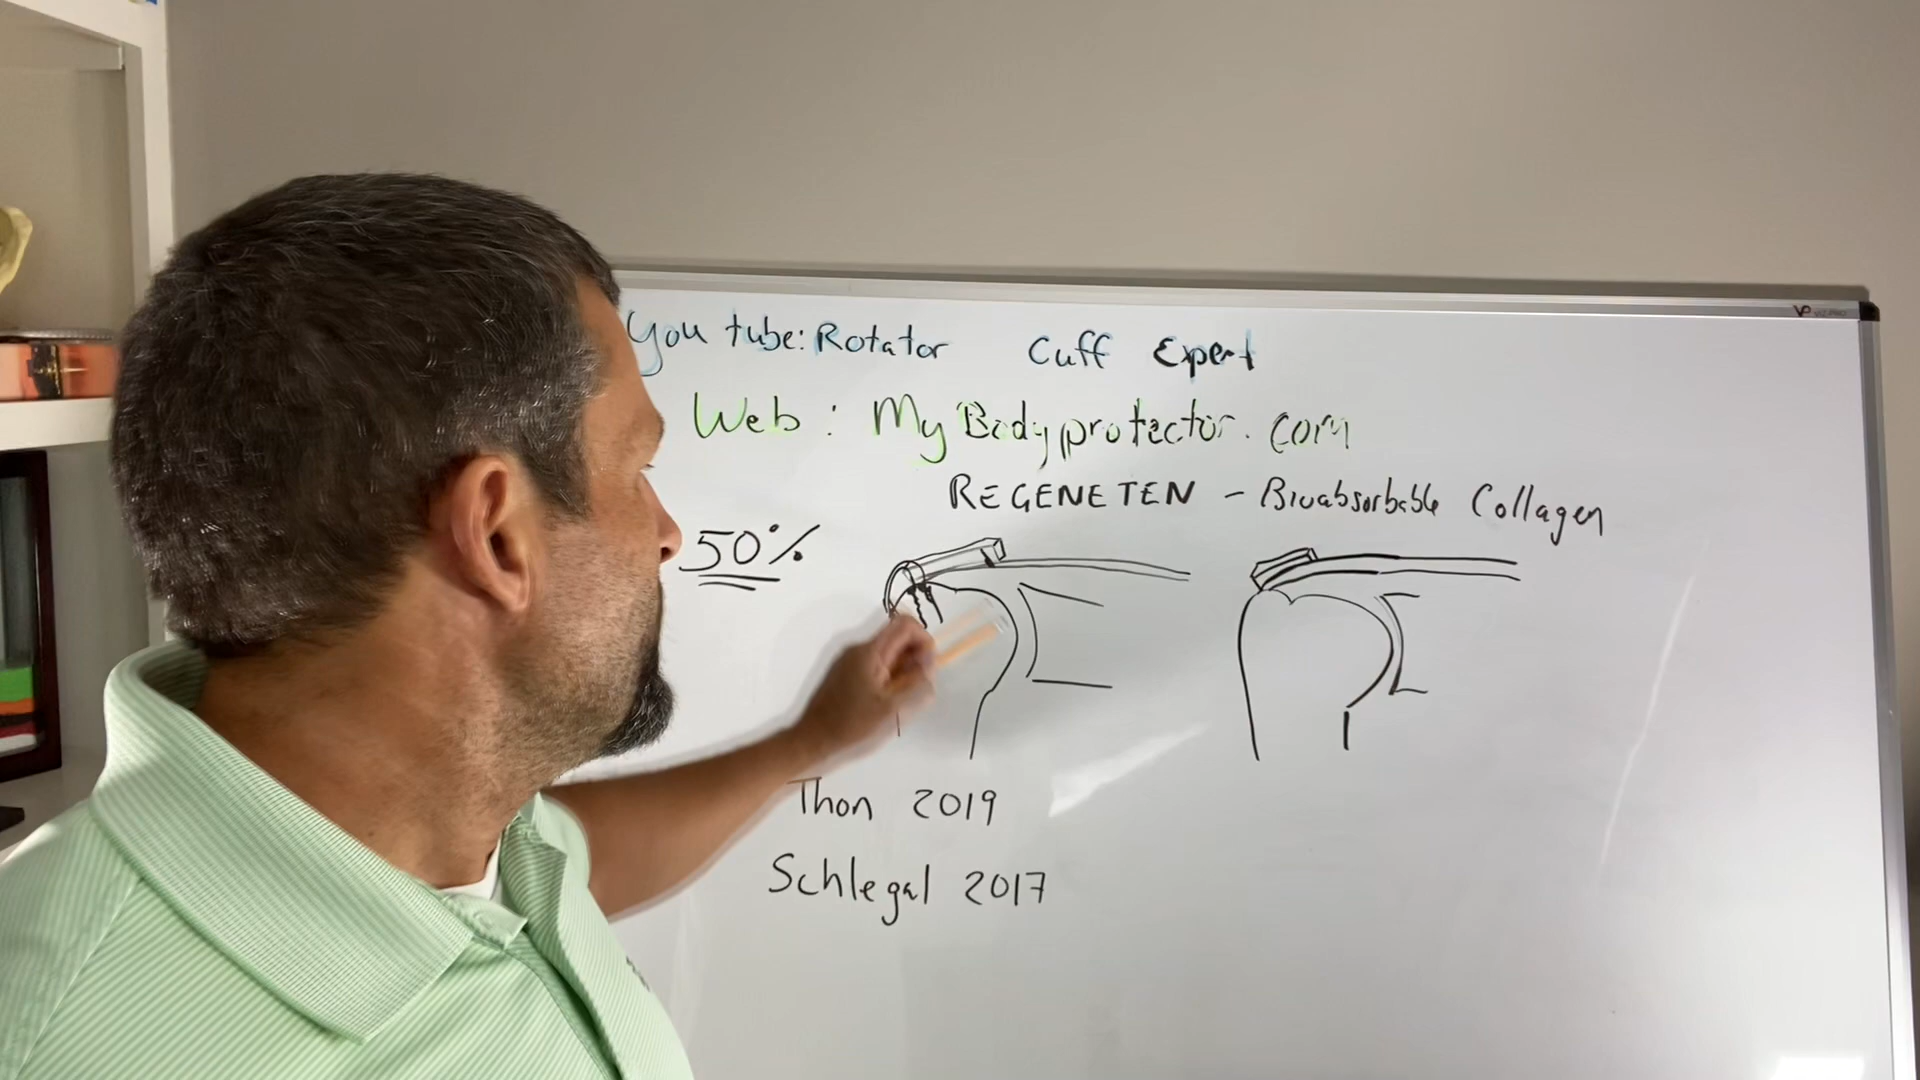 You tube: Rotator Cuff Expert
Web: MyBodyprotector.com
REGENETEN - Bioabsorbable Collagen
50%
Thon 2019
Schlegal 2017